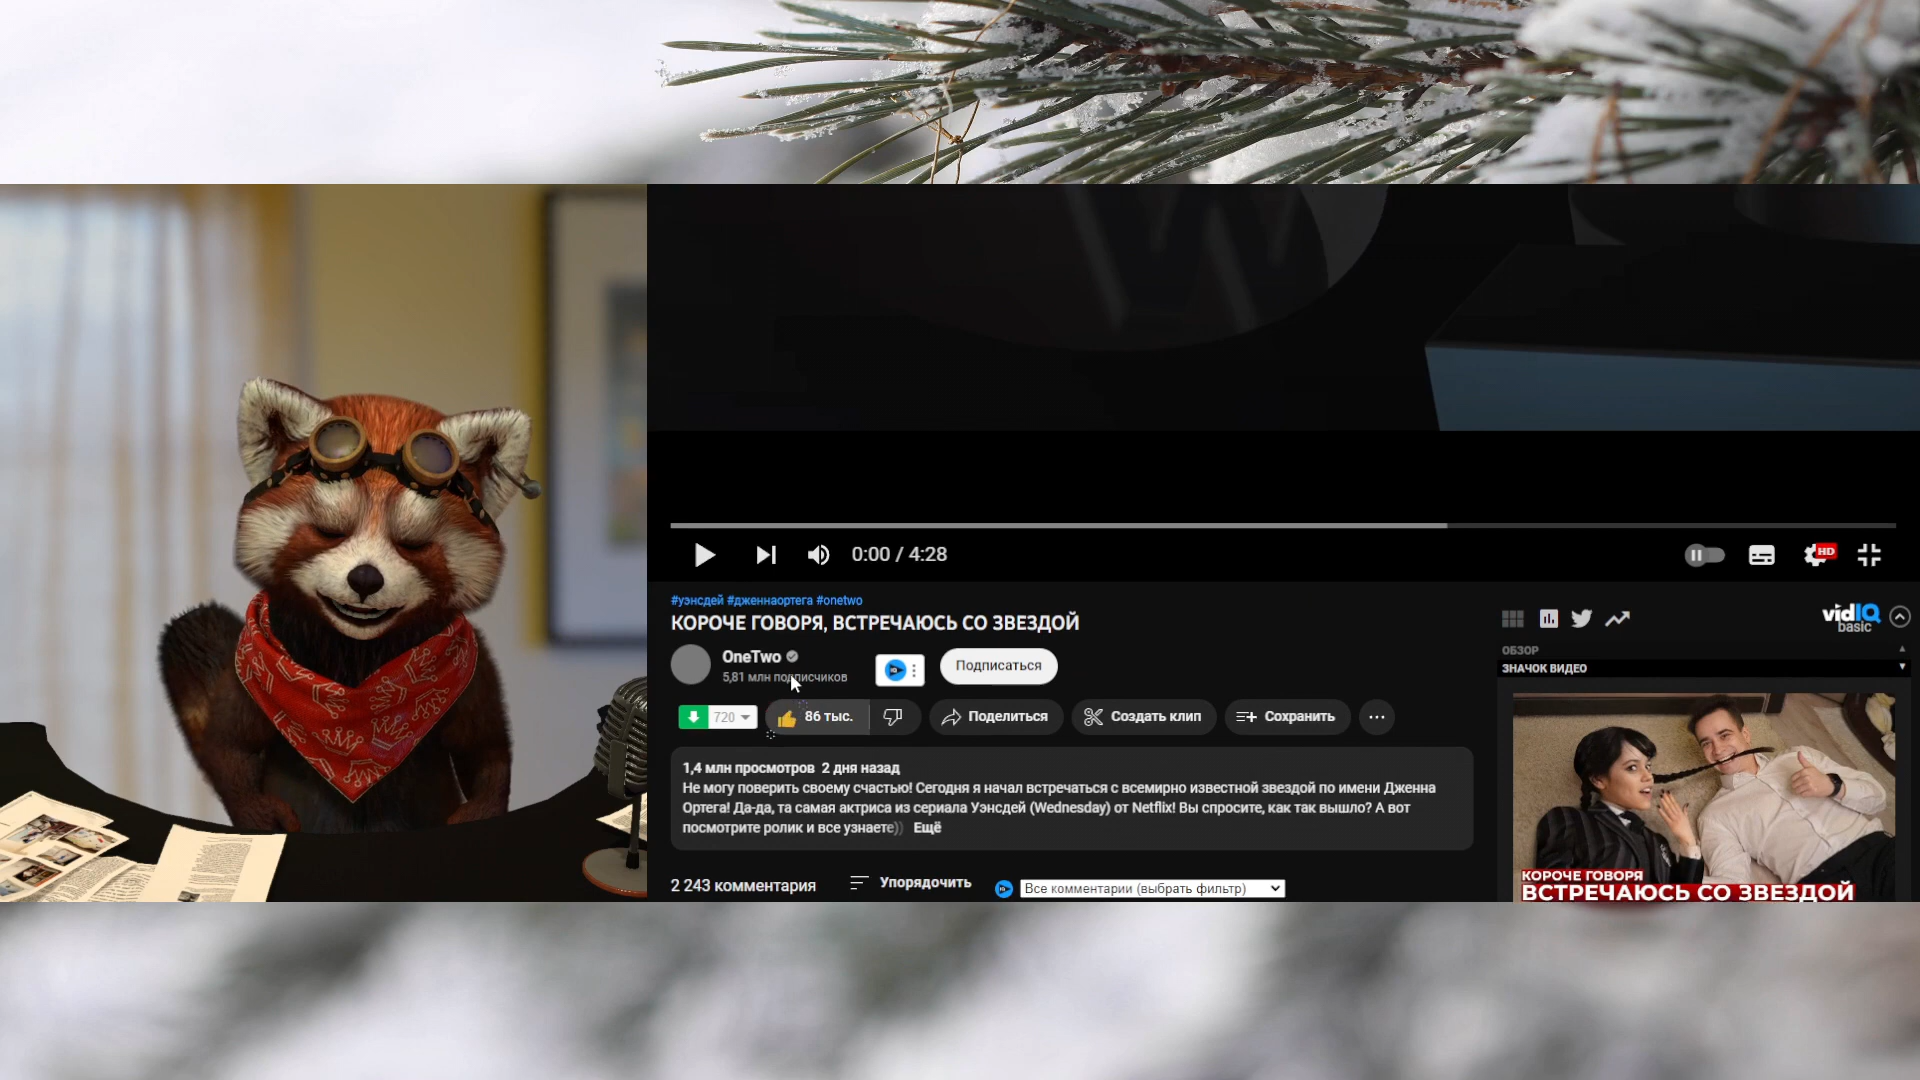 0:00 / 4:28
HD
#уэнсдей #дженнаортега #onetwo
КОРОЧЕ ГОВОРЯ, ВСТРЕЧАЮСЬ СО ЗВЕЗДОЙ
OneTwo
5,81 млн подписчиков
Подписаться
720
86 тыс.
Поделиться
Создать клип
Сохранить
1,4 млн просмотров 2 дня назад
Не могу поверить своему счастью! Сегодня я начал встречаться с всемирно известной звездой по имени Дженна
Ортега! Да-да, та самая актриса из сериала Уэнсдей (Wednesday) от Netflix! Вы спросите, как так вышло? А вот
посмотрите ролик и все узнаете)) Ещё
2 243 комментария
Упорядочить
Все комментарии (выбрать фильтр)
vidIQ
basic
ОБЗОР
ЗНАЧОК ВИДЕО
КОРОЧЕ ГОВОРЯ
ВСТРЕЧАЮСЬ СО ЗВЕЗДОЙ